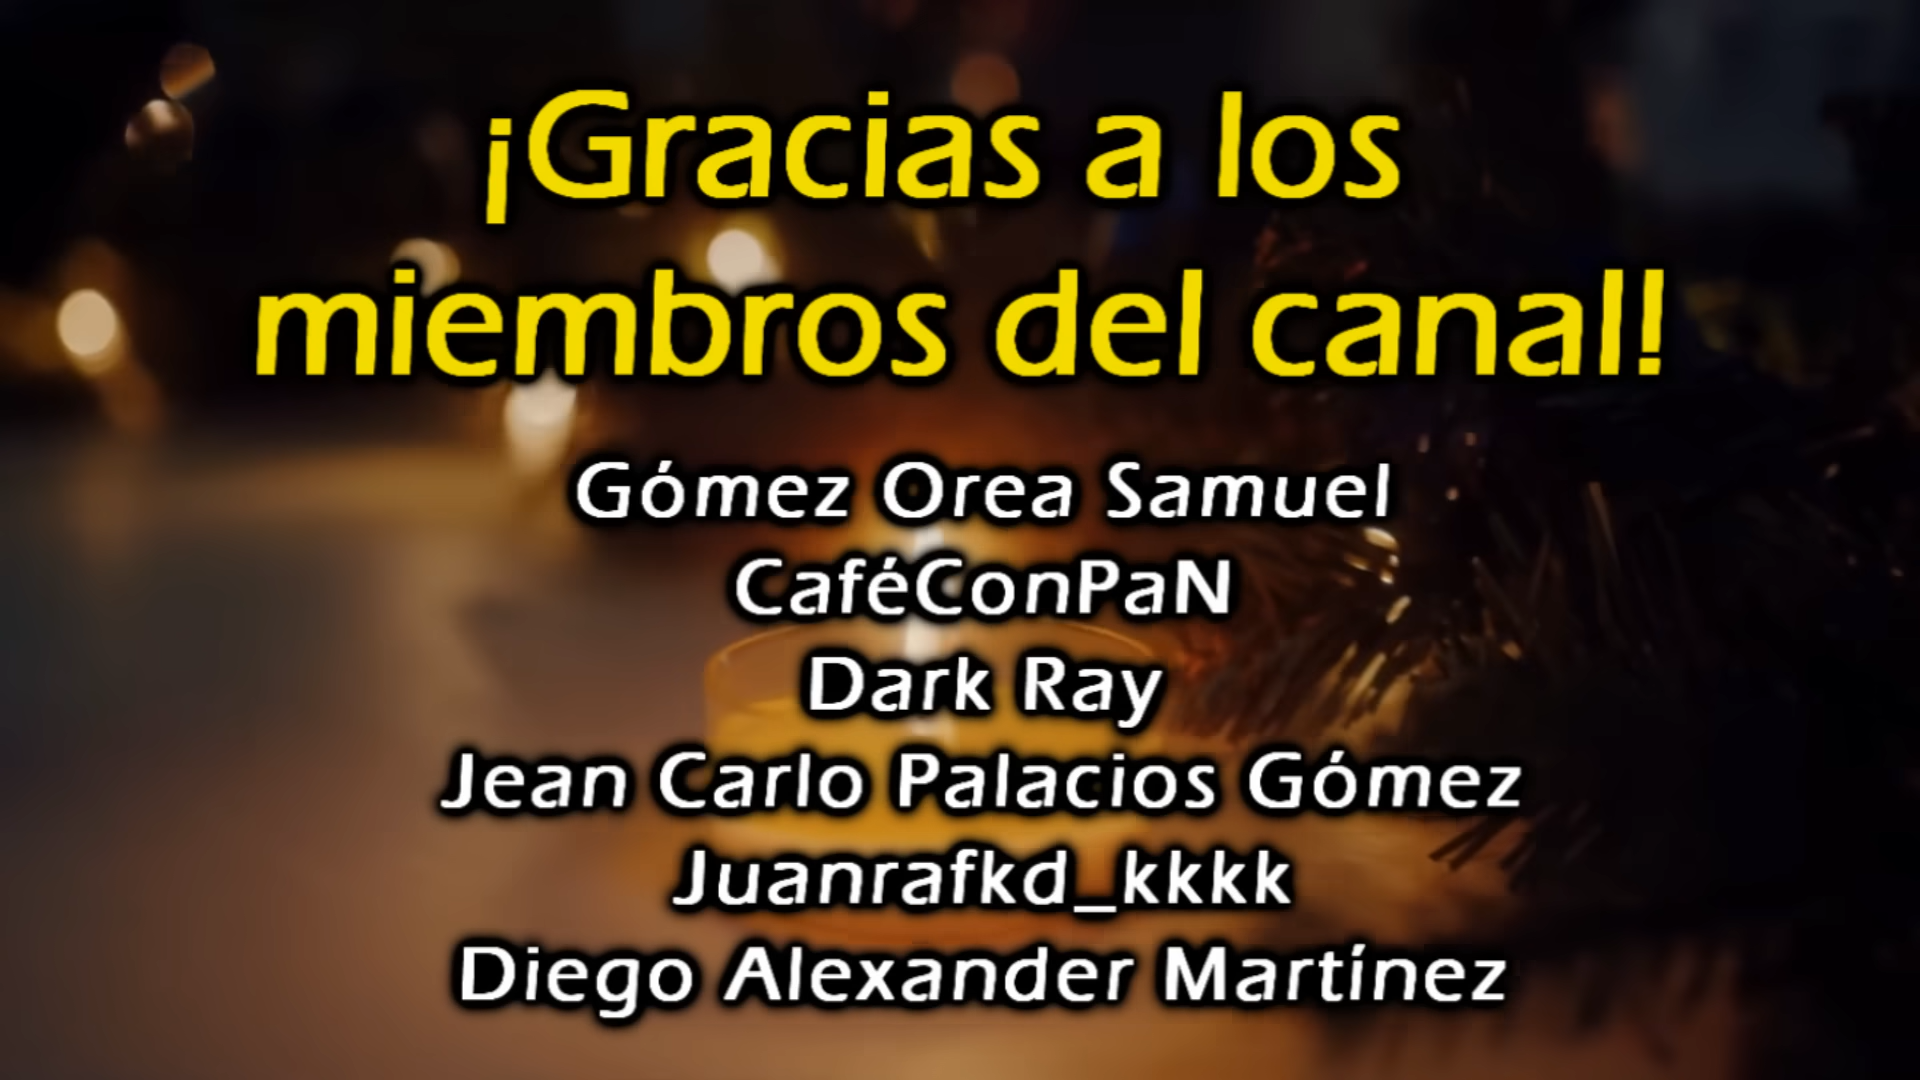 ¡Gracias a los
miembros del canal!
Gómez Orea Samuel
CaféConPaN
Dark Ray
Jean Carlo Palacios Gómez
Juanrafkd_kkkk
Diego Alexander Martínez